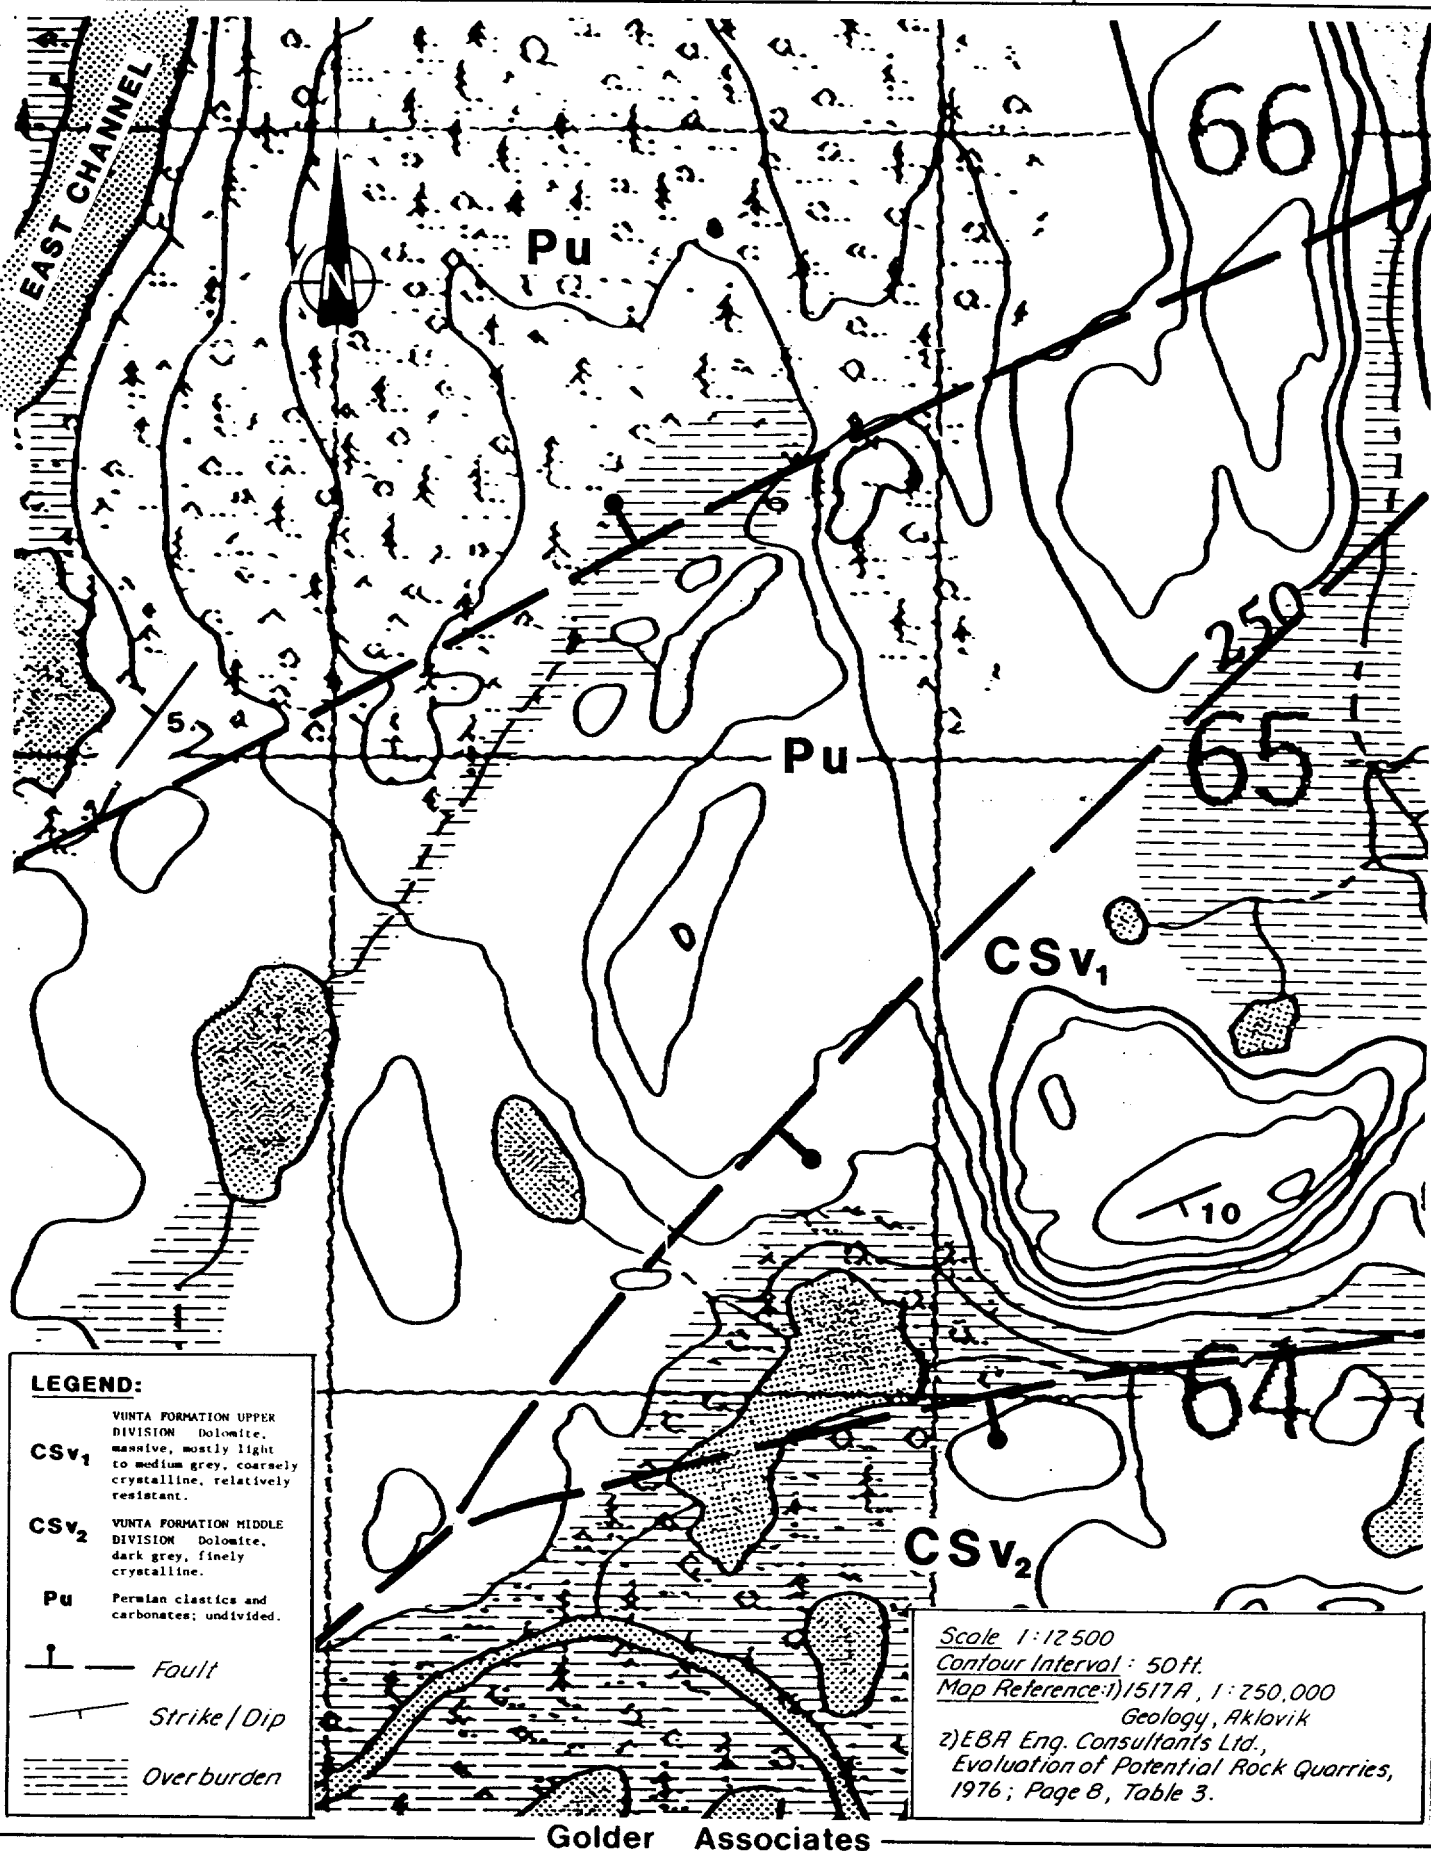 EAST CHANNEL
66
N
Pu
250
5
Pu
65
CSv1
10
64
CSv2
LEGEND:
CSv1
VUNTA FORMATION UPPER
DIVISION Dolomite,
massive, mostly light
to medium grey, coarsely
crystalline, relatively
resistant.
CSv2
VUNTA FORMATION MIDDLE
DIVISION Dolomite,
dark grey, finely
crystalline.
Pu
Permian clastics and
carbonates; undivided.
Fault
Strike/Dip
Overburden
Scale 1:12500
Contour Interval: 50ft.
Map Reference:1)1517A, 1:250,000
Geology, Aklavik
2)EBA Eng. Consultants Ltd.,
Evaluation of Potential Rock Quarries,
1976; Page 8, Table 3.
Golder Associates